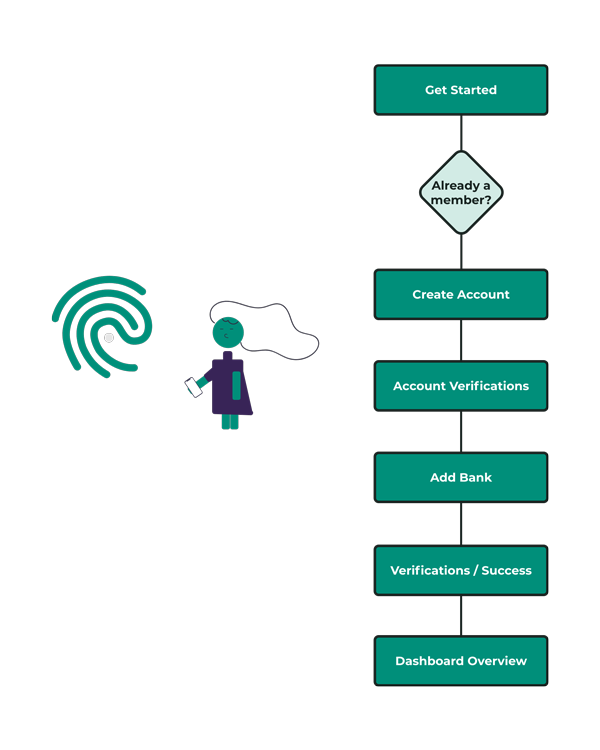 Get Started
Already a
member?
Create Account
Account Verifications
Add Bank
Verifications / Success
Dashboard Overview